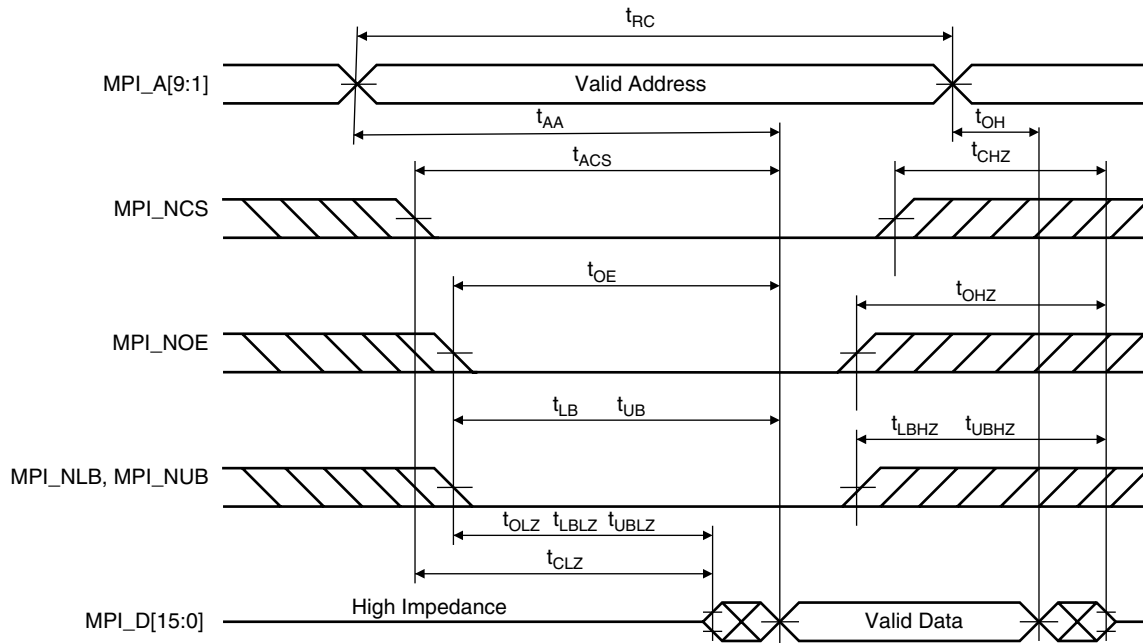 tRC
MPI_A[9:1]
Valid Address
tAA
tOH
tACS
tCHZ
MPI_NCS
tOE
tOHZ
MPI_NOE
tLB tUB
tLBHZ tUBHZ
MPI_NLB, MPI_NUB
tOLZ tLBLZ tUBLZ
tCLZ
High Impedance
MPI_D[15:0]
Valid Data